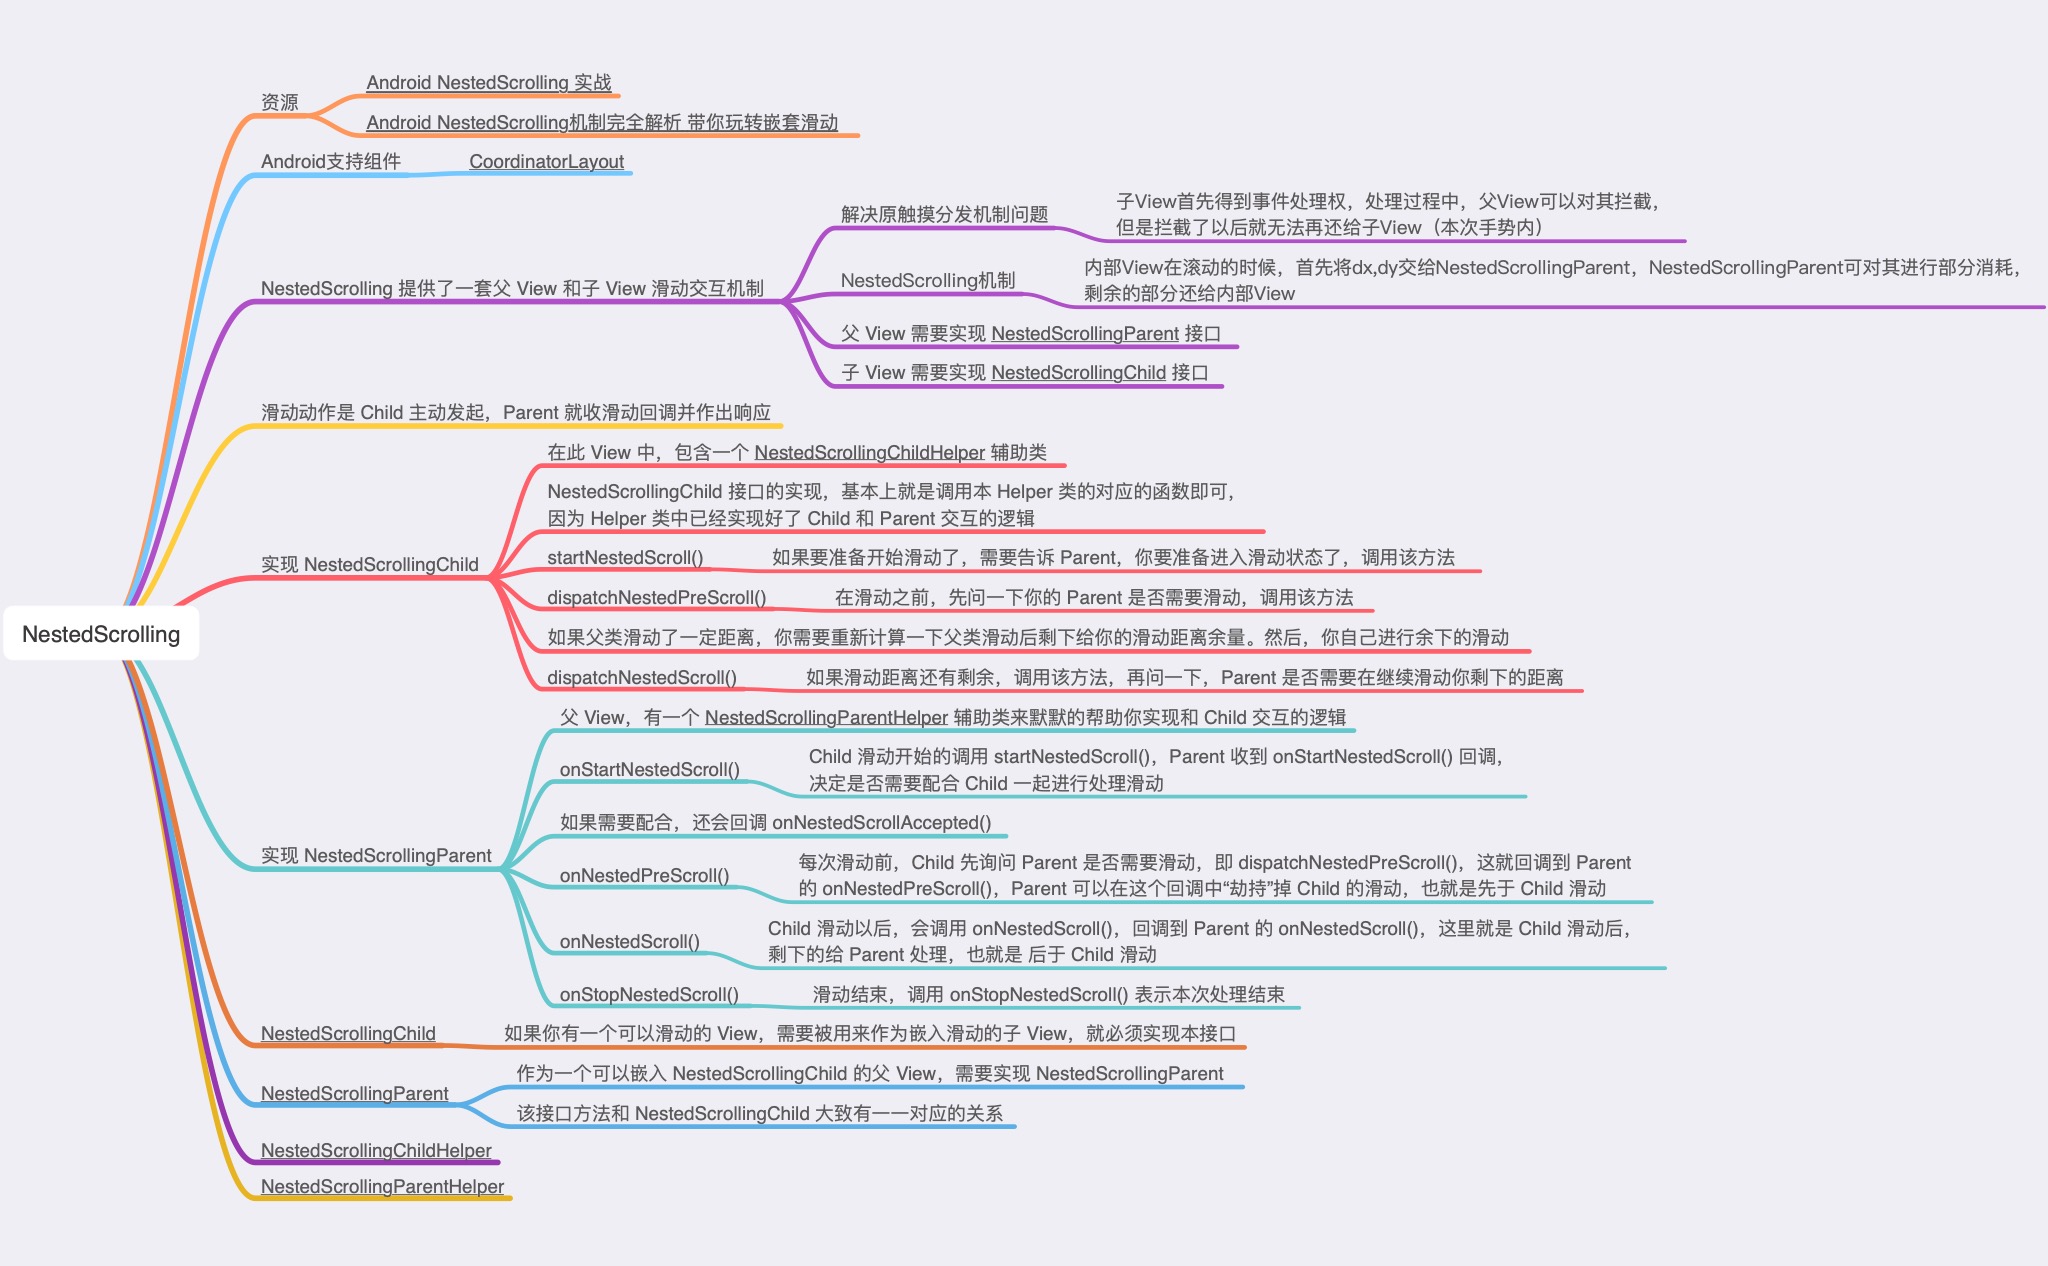 NestedScrolling
资源
Android NestedScrolling 实战
Android NestedScrolling机制完全解析 带你玩转嵌套滑动
Android支持组件
CoordinatorLayout
NestedScrolling 提供了一套父 View 和子 View 滑动交互机制
解决原触摸分发机制问题
子View首先得到事件处理权，处理过程中，父View可以对其拦截，
但是拦截了以后就无法再还给子View（本次手势内）
NestedScrolling机制
内部View在滚动的时候，首先将dx,dy交给NestedScrollingParent，NestedScrollingParent可对其进行部分消耗，
剩余的部分还给内部View
父 View 需要实现 NestedScrollingParent 接口
子 View 需要实现 NestedScrollingChild 接口
滑动动作是 Child 主动发起，Parent 就收滑动回调并作出响应
实现 NestedScrollingChild
在此 View 中，包含一个 NestedScrollingChildHelper 辅助类
NestedScrollingChild 接口的实现，基本上就是调用本 Helper 类的对应的函数即可，
因为 Helper 类中已经实现好了 Child 和 Parent 交互的逻辑
startNestedScroll()
如果要准备开始滑动了，需要告诉 Parent，你要准备进入滑动状态了，调用该方法
dispatchNestedPreScroll()
在滑动之前，先问一下你的 Parent 是否需要滑动，调用该方法
如果父类滑动了一定距离，你需要重新计算一下父类滑动后剩下给你的滑动距离余量。然后，你自己进行余下的滑动
dispatchNestedScroll()
如果滑动距离还有剩余，调用该方法，再问一下，Parent 是否需要在继续滑动你剩下的距离
实现 NestedScrollingParent
父 View，有一个 NestedScrollingParentHelper 辅助类来默默的帮助你实现和 Child 交互的逻辑
onStartNestedScroll()
Child 滑动开始的调用 startNestedScroll()，Parent 收到 onStartNestedScroll() 回调，
决定是否需要配合 Child 一起进行处理滑动
如果需要配合，还会回调 onNestedScrollAccepted()
onNestedPreScroll()
每次滑动前，Child 先询问 Parent 是否需要滑动，即 dispatchNestedPreScroll()，这就回调到 Parent
的 onNestedPreScroll()，Parent 可以在这个回调中“劫持”掉 Child 的滑动，也就是先于 Child 滑动
onNestedScroll()
Child 滑动以后，会调用 onNestedScroll()，回调到 Parent 的 onNestedScroll()，这里就是 Child 滑动后，
剩下的给 Parent 处理，也就是 后于 Child 滑动
onStopNestedScroll()
滑动结束，调用 onStopNestedScroll() 表示本次处理结束
NestedScrollingChild
如果你有一个可以滑动的 View，需要被用来作为嵌入滑动的子 View，就必须实现本接口
NestedScrollingParent
作为一个可以嵌入 NestedScrollingChild 的父 View，需要实现 NestedScrollingParent
该接口方法和 NestedScrollingChild 大致有一一对应的关系
NestedScrollingChildHelper
NestedScrollingParentHelper